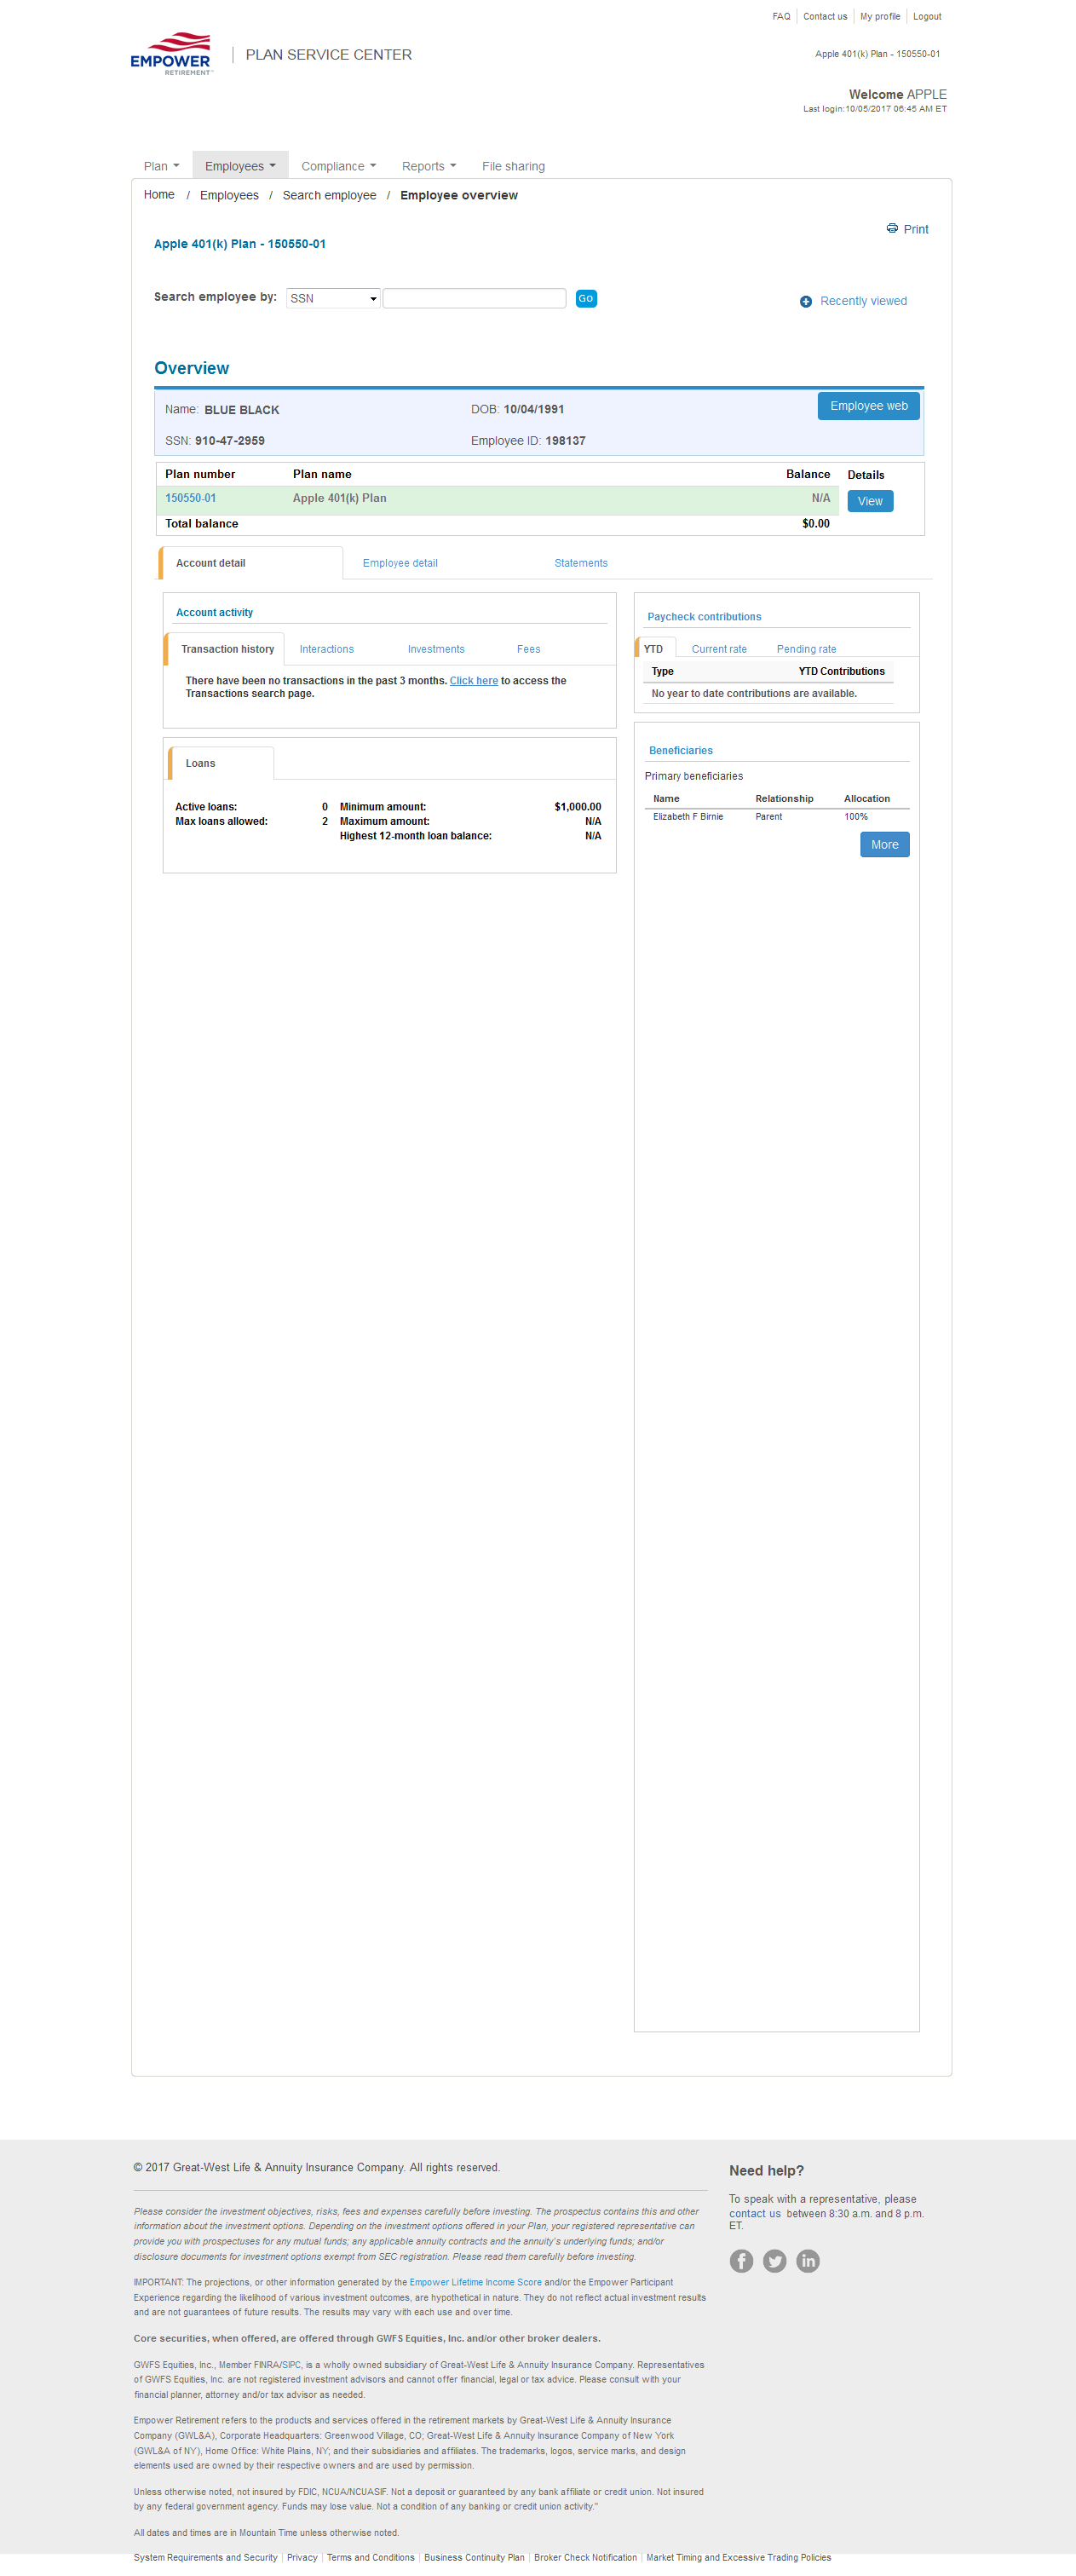 FAQ Contact us My profile Logout
EMPOWER
RETIREMENT
PLAN SERVICE CENTER
Apple 401(k) Plan - 150550-01
Welcome APPLE
Last login:10/05/2017 06:45 AM ET
Plan Employees Compliance Reports File sharing
Home / Employees / Search employee / Employee overview
Print
Apple 401(k) Plan - 150550-01
Search employee by: SSN Go
Recently viewed
Overview
Name: BLUE BLACK DOB: 10/04/1991 Employee web
SSN: 910-47-2959 Employee ID: 198137
Plan number Plan name Balance Details
150550-01 Apple 401(k) Plan N/A View
Total balance $0.00
Account detail Employee detail Statements
Account activity
Transaction history Interactions Investments Fees
There have been no transactions in the past 3 months. Click here to access the
Transactions search page.
Paycheck contributions
YTD Current rate Pending rate
Type YTD Contributions
No year to date contributions are available.
Loans
Active loans: 0 Minimum amount: $1,000.00
Max loans allowed: 2 Maximum amount: N/A
Highest 12-month loan balance: N/A
Beneficiaries
Primary beneficiaries
Name Relationship Allocation
Elizabeth F Birnie Parent 100%
More
© 2017 Great-West Life & Annuity Insurance Company. All rights reserved.
Please consider the investment objectives, risks, fees and expenses carefully before investing. The prospectus contains this and other
information about the investment options. Depending on the investment options offered in your Plan, your registered representative can
provide you with prospectuses for any mutual funds; any applicable annuity contracts and the annuity's underlying funds; and/or
disclosure documents for investment options exempt from SEC registration. Please read them carefully before investing.
IMPORTANT: The projections, or other information generated by the Empower Lifetime Income Score and/or the Empower Participant
Experience regarding the likelihood of various investment outcomes, are hypothetical in nature. They do not reflect actual investment results
and are not guarantees of future results. The results may vary with each use and over time.
Core securities, when offered, are offered through GWFS Equities, Inc. and/or other broker dealers.
GWFS Equities, Inc., Member FINRA/SIPC, is a wholly owned subsidiary of Great-West Life & Annuity Insurance Company. Representatives
of GWFS Equities, Inc. are not registered investment advisors and cannot offer financial, legal or tax advice. Please consult with your
financial planner, attorney and/or tax advisor as needed.
Empower Retirement refers to the products and services offered in the retirement markets by Great-West Life & Annuity Insurance
Company (GWL&A), Corporate Headquarters: Greenwood Village, CO; Great-West Life & Annuity Insurance Company of New York
(GWL&A of NY), Home Office: White Plains, NY; and their subsidiaries and affiliates. The trademarks, logos, service marks, and design
elements used are owned by their respective owners and are used by permission.
Unless otherwise noted, not insured by FDIC, NCUA/NCUASIF. Not a deposit or guaranteed by any bank affiliate or credit union. Not insured
by any federal government agency. Funds may lose value. Not a condition of any banking or credit union activity."
All dates and times are in Mountain Time unless otherwise noted.
Need help?
To speak with a representative, please
contact us between 8:30 a.m. and 8 p.m.
ET.
System Requirements and Security Privacy Terms and Conditions Business Continuity Plan Broker Check Notification Market Timing and Excessive Trading Policies